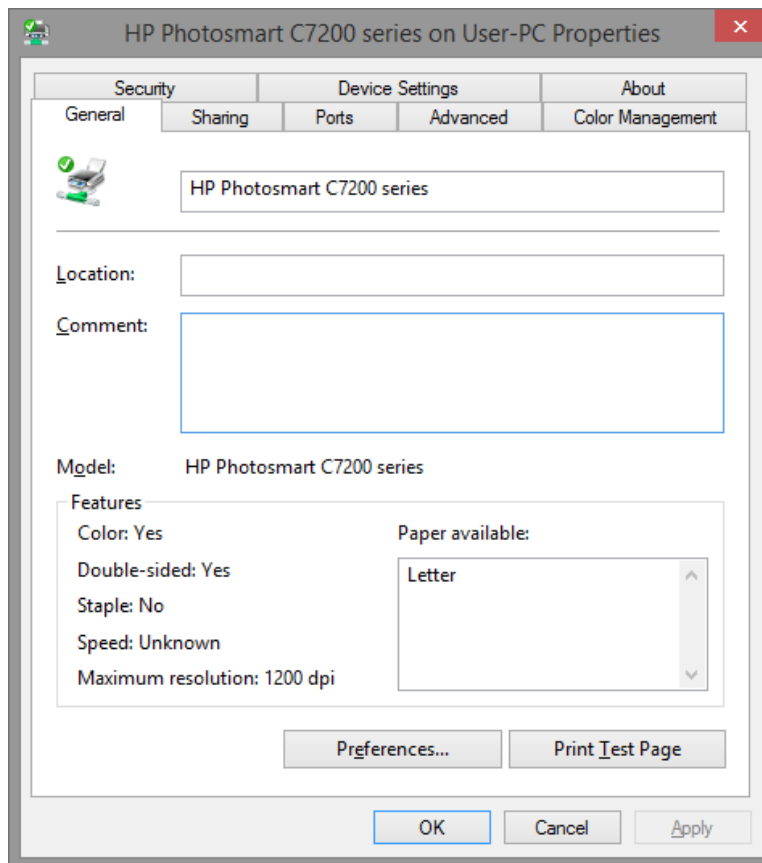 HP Photosmart C7200 series on User-PC Properties
Security Device Settings About
General Sharing Ports Advanced Color Management
HP Photosmart C7200 series
Location:
Comment:
Model: HP Photosmart C7200 series
Features
Color: Yes Paper available:
Double-sided: Yes Letter
Staple: No
Speed: Unknown
Maximum resolution: 1200 dpi
Preferences... Print Test Page
OK Cancel Apply